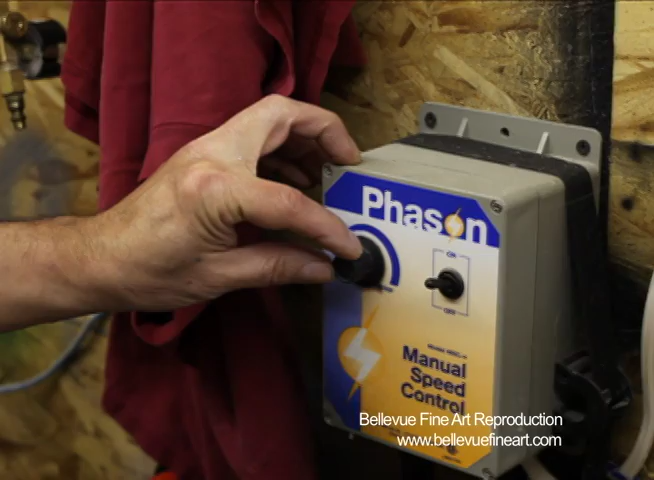 Phason
ON
OFF
Manual
Speed
Control
Bellevue Fine Art Reproduction
www.bellevuefineart.com